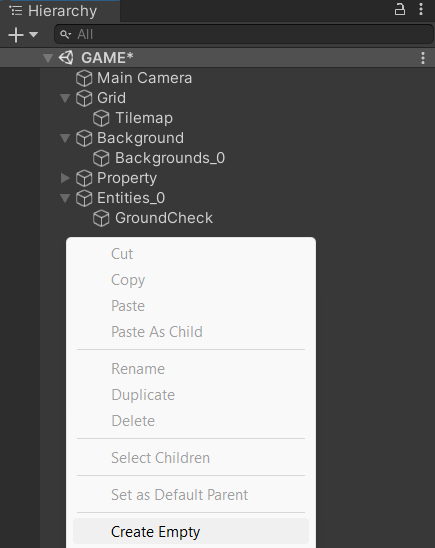 Hierarchy
All
GAME*
Main Camera
Grid
Tilemap
Background
Backgrounds_0
Property
Entities_0
GroundCheck
Cut
Copy
Paste
Paste As Child
Rename
Duplicate
Delete
Select Children
Set as Default Parent
Create Empty